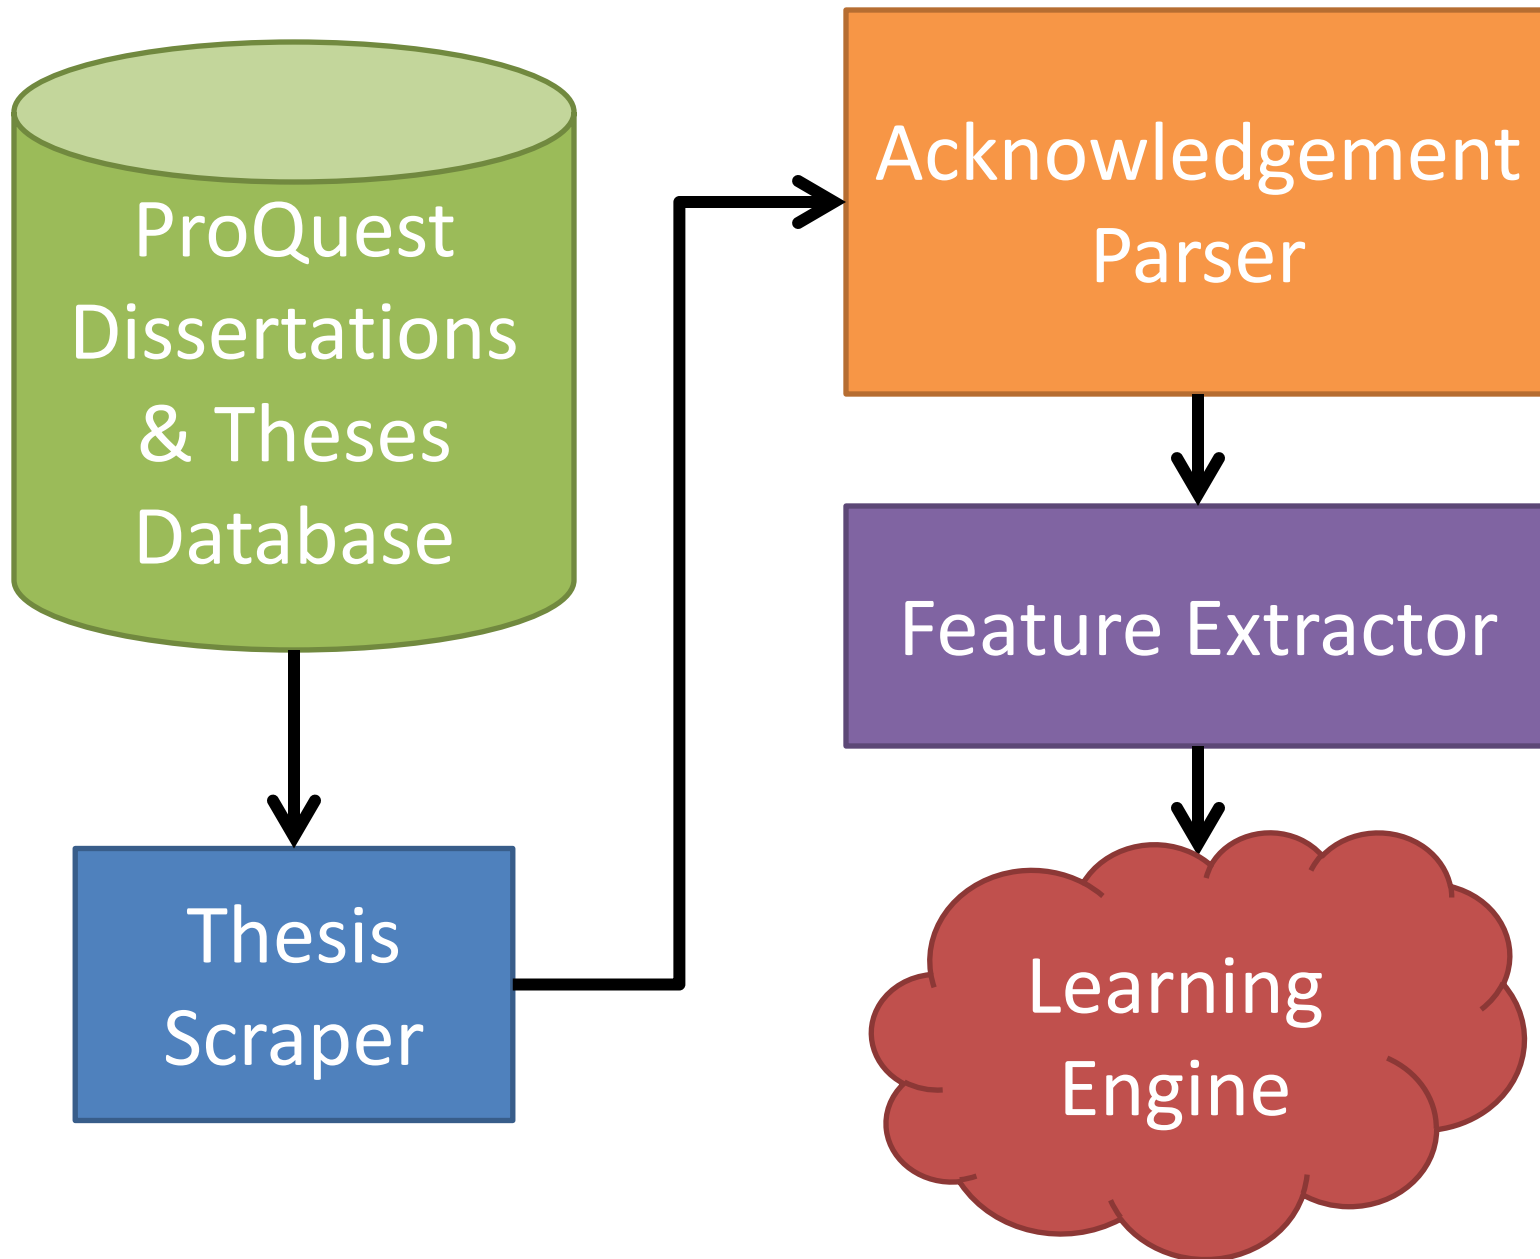 ProQuest
Dissertations
& Theses
Database
Thesis
Scraper
Acknowledgement
Parser
Feature Extractor
Learning
Engine